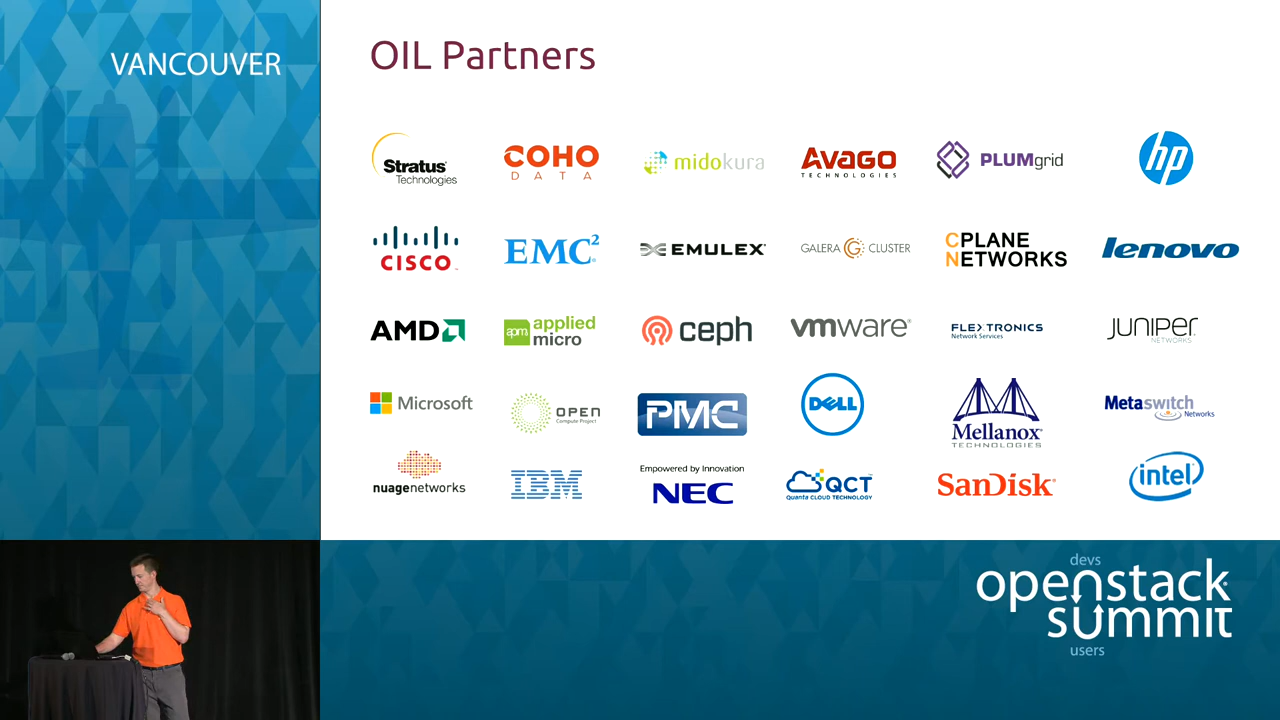 VANCOUVER
OIL Partners
Stratus
Technologies
COHO
DATA
midokura
AVAGO
TECHNOLOGIES
PLUMgrid
hp
CISCO
EMC²
EMULEX
GALERA CLUSTER
CPLANE
NETWORKS
lenovo
AMD
apm applied
micro
ceph
vmware
FLEXTRONICS
Network Services
JUNIPER
NETWORKS
Microsoft
OPEN
Compute Project
PMC
DELL
Mellanox
TECHNOLOGIES
Metaswitch
Networks
nuagenetworks
IBM
Empowered by Innovation
NEC
QCT
Quanta CLOUD TECHNOLOGY
SanDisk
intel
devs
openstack
summit
users